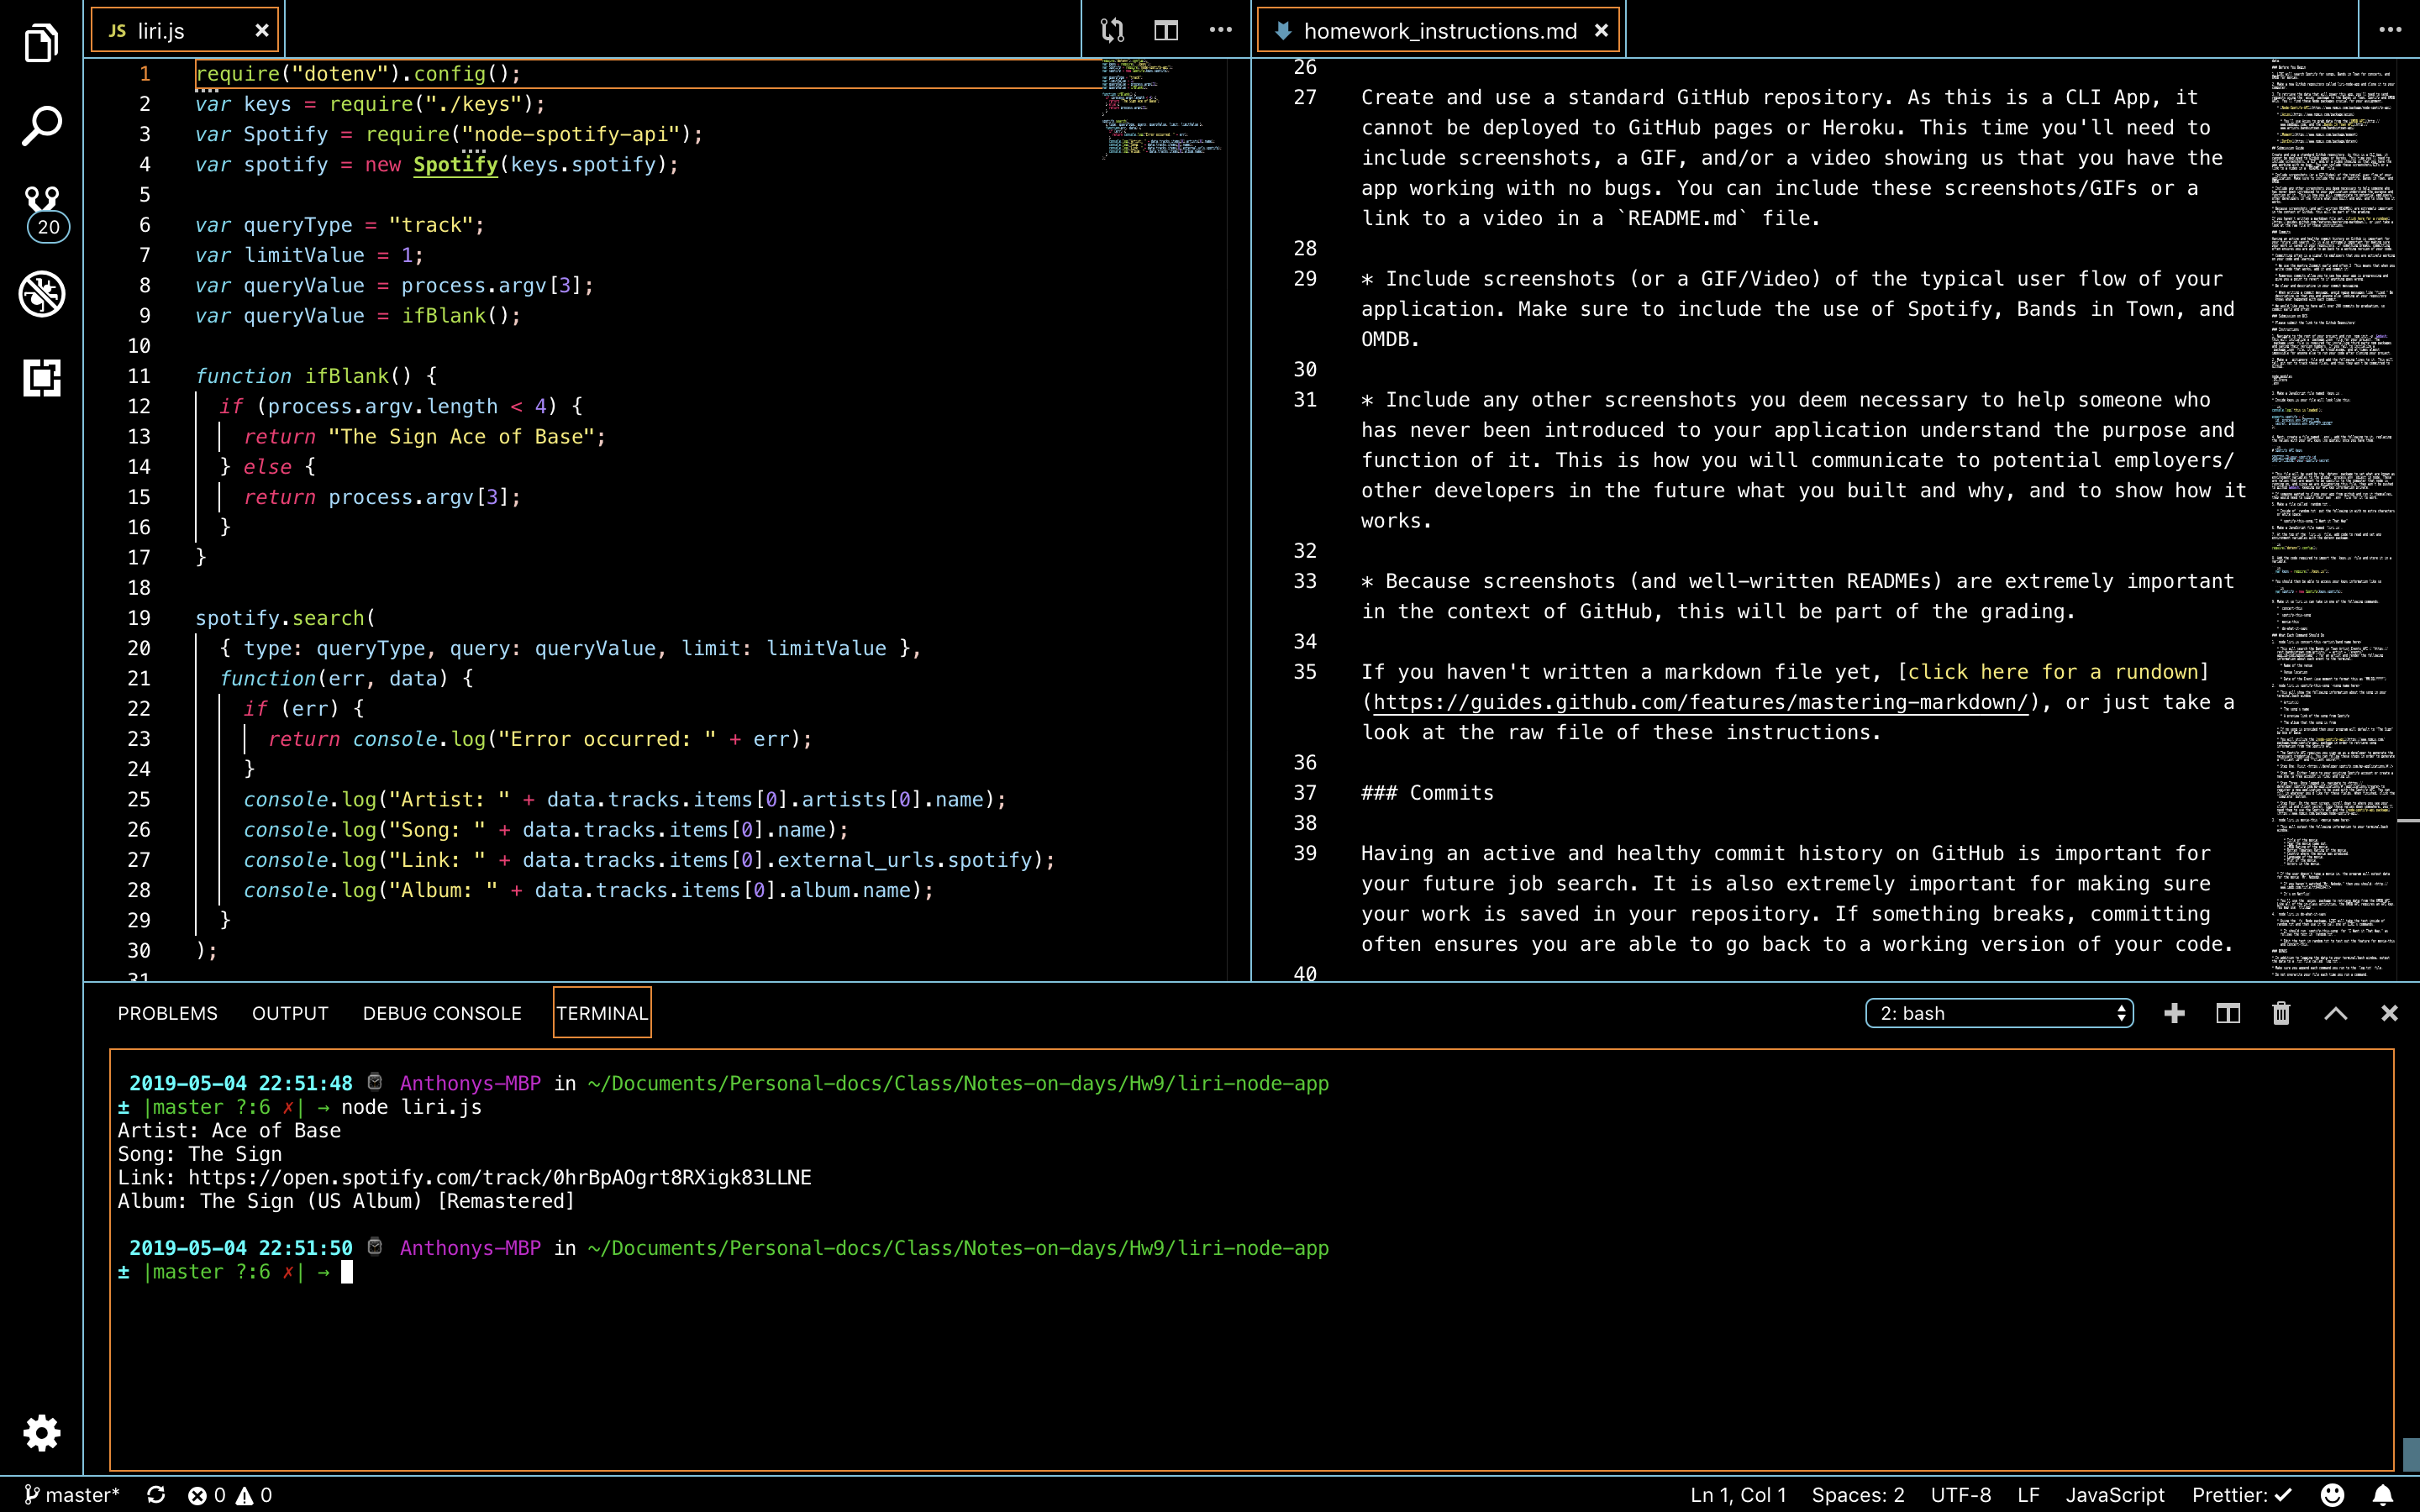 JS liri.js
homework_instructions.md
20
1 require("dotenv").config();
2 var keys = require("./keys");
3 var Spotify = require("node-spotify-api");
4 var spotify = new Spotify(keys.spotify);
5
6 var queryType = "track";
7 var limitValue = 1;
8 var queryValue = process.argv[3];
9 var queryValue = ifBlank();
10
11 function ifBlank() {
12 if (process.argv.length < 4) {
13 return "The Sign Ace of Base";
14 } else {
15 return process.argv[3];
16 }
17 }
18
19 spotify.search(
20 { type: queryType, query: queryValue, limit: limitValue },
21 function(err, data) {
22 if (err) {
23 return console.log("Error occurred: " + err);
24 }
25 console.log("Artist: " + data.tracks.items[0].artists[0].name);
26 console.log("Song: " + data.tracks.items[0].name);
27 console.log("Link: " + data.tracks.items[0].external_urls.spotify);
28 console.log("Album: " + data.tracks.items[0].album.name);
29 }
30 );
31
26
27 Create and use a standard GitHub repository. As this is a CLI App, it
cannot be deployed to GitHub pages or Heroku. This time you'll need to
include screenshots, a GIF, and/or a video showing us that you have the
app working with no bugs. You can include these screenshots/GIFs or a
link to a video in a `README.md` file.
28
29 * Include screenshots (or a GIF/Video) of the typical user flow of your
application. Make sure to include the use of Spotify, Bands in Town, and
OMDB.
30
31 * Include any other screenshots you deem necessary to help someone who
has never been introduced to your application understand the purpose and
function of it. This is how you will communicate to potential employers/
other developers in the future what you built and why, and to show how it
works.
32
33 * Because screenshots (and well-written READMEs) are extremely important
in the context of GitHub, this will be part of the grading.
34
35 If you haven't written a markdown file yet, [click here for a rundown]
(https://guides.github.com/features/mastering-markdown/), or just take a
look at the raw file of these instructions.
36
37 ### Commits
38
39 Having an active and healthy commit history on GitHub is important for
your future job search. It is also extremely important for making sure
your work is saved in your repository. If something breaks, committing
often ensures you are able to go back to a working version of your code.
40
PROBLEMS OUTPUT DEBUG CONSOLE TERMINAL 2: bash
2019-05-04 22:51:48 Anthonys-MBP in ~/Documents/Personal-docs/Class/Notes-on-days/Hw9/liri-node-app
± |master ?:6 ✗| → node liri.js
Artist: Ace of Base
Song: The Sign
Link: https://open.spotify.com/track/0hrBpAOgrt8RXigk83LLNE
Album: The Sign (US Album) [Remastered]
2019-05-04 22:51:50 Anthonys-MBP in ~/Documents/Personal-docs/Class/Notes-on-days/Hw9/liri-node-app
± |master ?:6 ✗| →
master* 0 0 Ln 1, Col 1 Spaces: 2 UTF-8 LF JavaScript Prettier: ✓